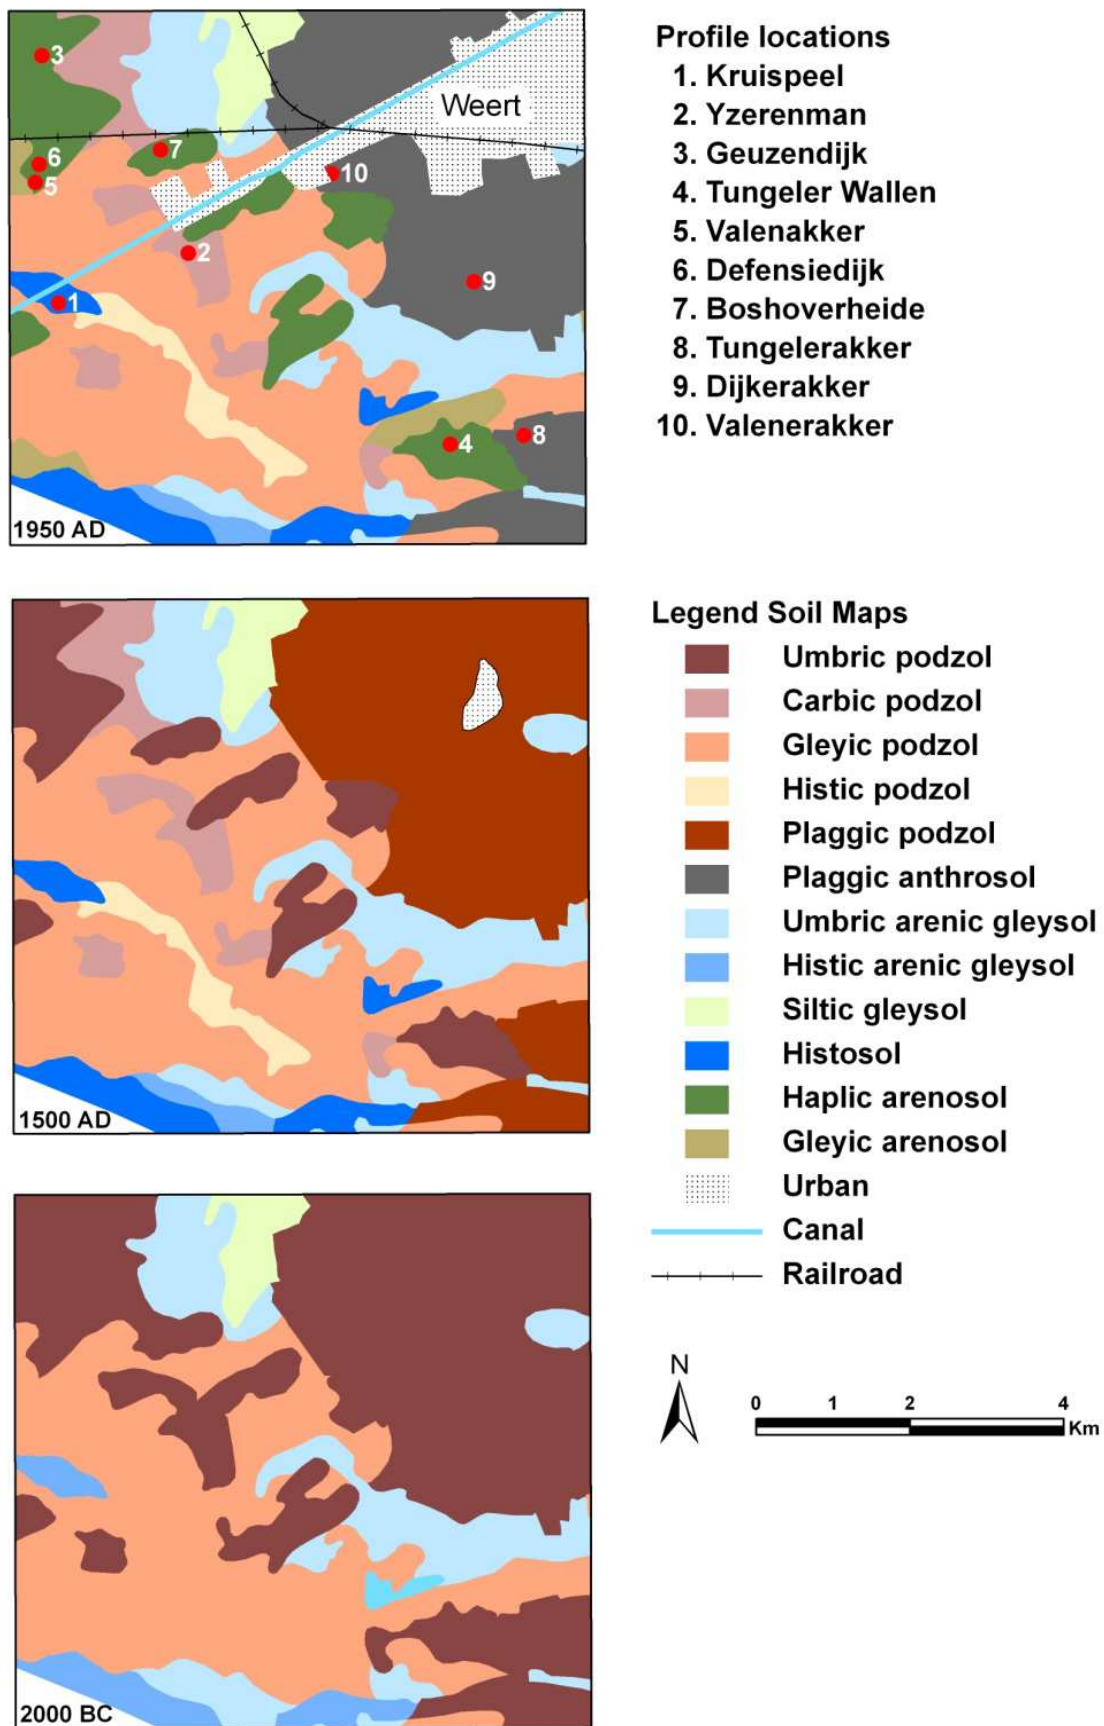 Weert
3
7
6
5
10
2
9
1
4
8
1950 AD
Profile locations
1. Kruispeel
2. Yzerenman
3. Geuzendijk
4. Tungeler Wallen
5. Valenakker
6. Defensiedijk
7. Boshoverheide
8. Tungelerakker
9. Dijkerakker
10. Valenerakker
1500 AD
Legend Soil Maps
Umbric podzol
Carbic podzol
Gleyic podzol
Histic podzol
Plaggic podzol
Plaggic anthrosol
Umbric arenic gleysol
Histic arenic gleysol
Siltic gleysol
Histosol
Haplic arenosol
Gleyic arenosol
Urban
Canal
Railroad
N
0 1 2 4
Km
2000 BC